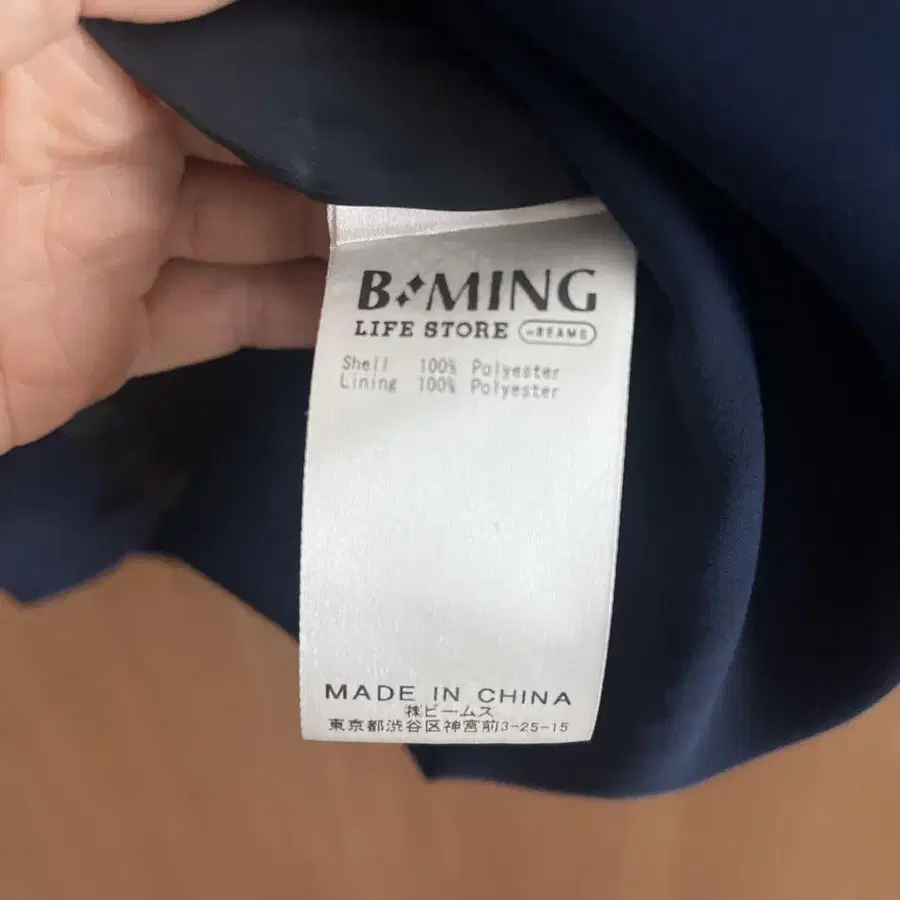 B MING
LIFE STORE by BEAMS
Shell 100% Polyester
Lining 100% Polyester
MADE IN CHINA
㈱ビームス
東京都渋谷区神宮前3-25-15